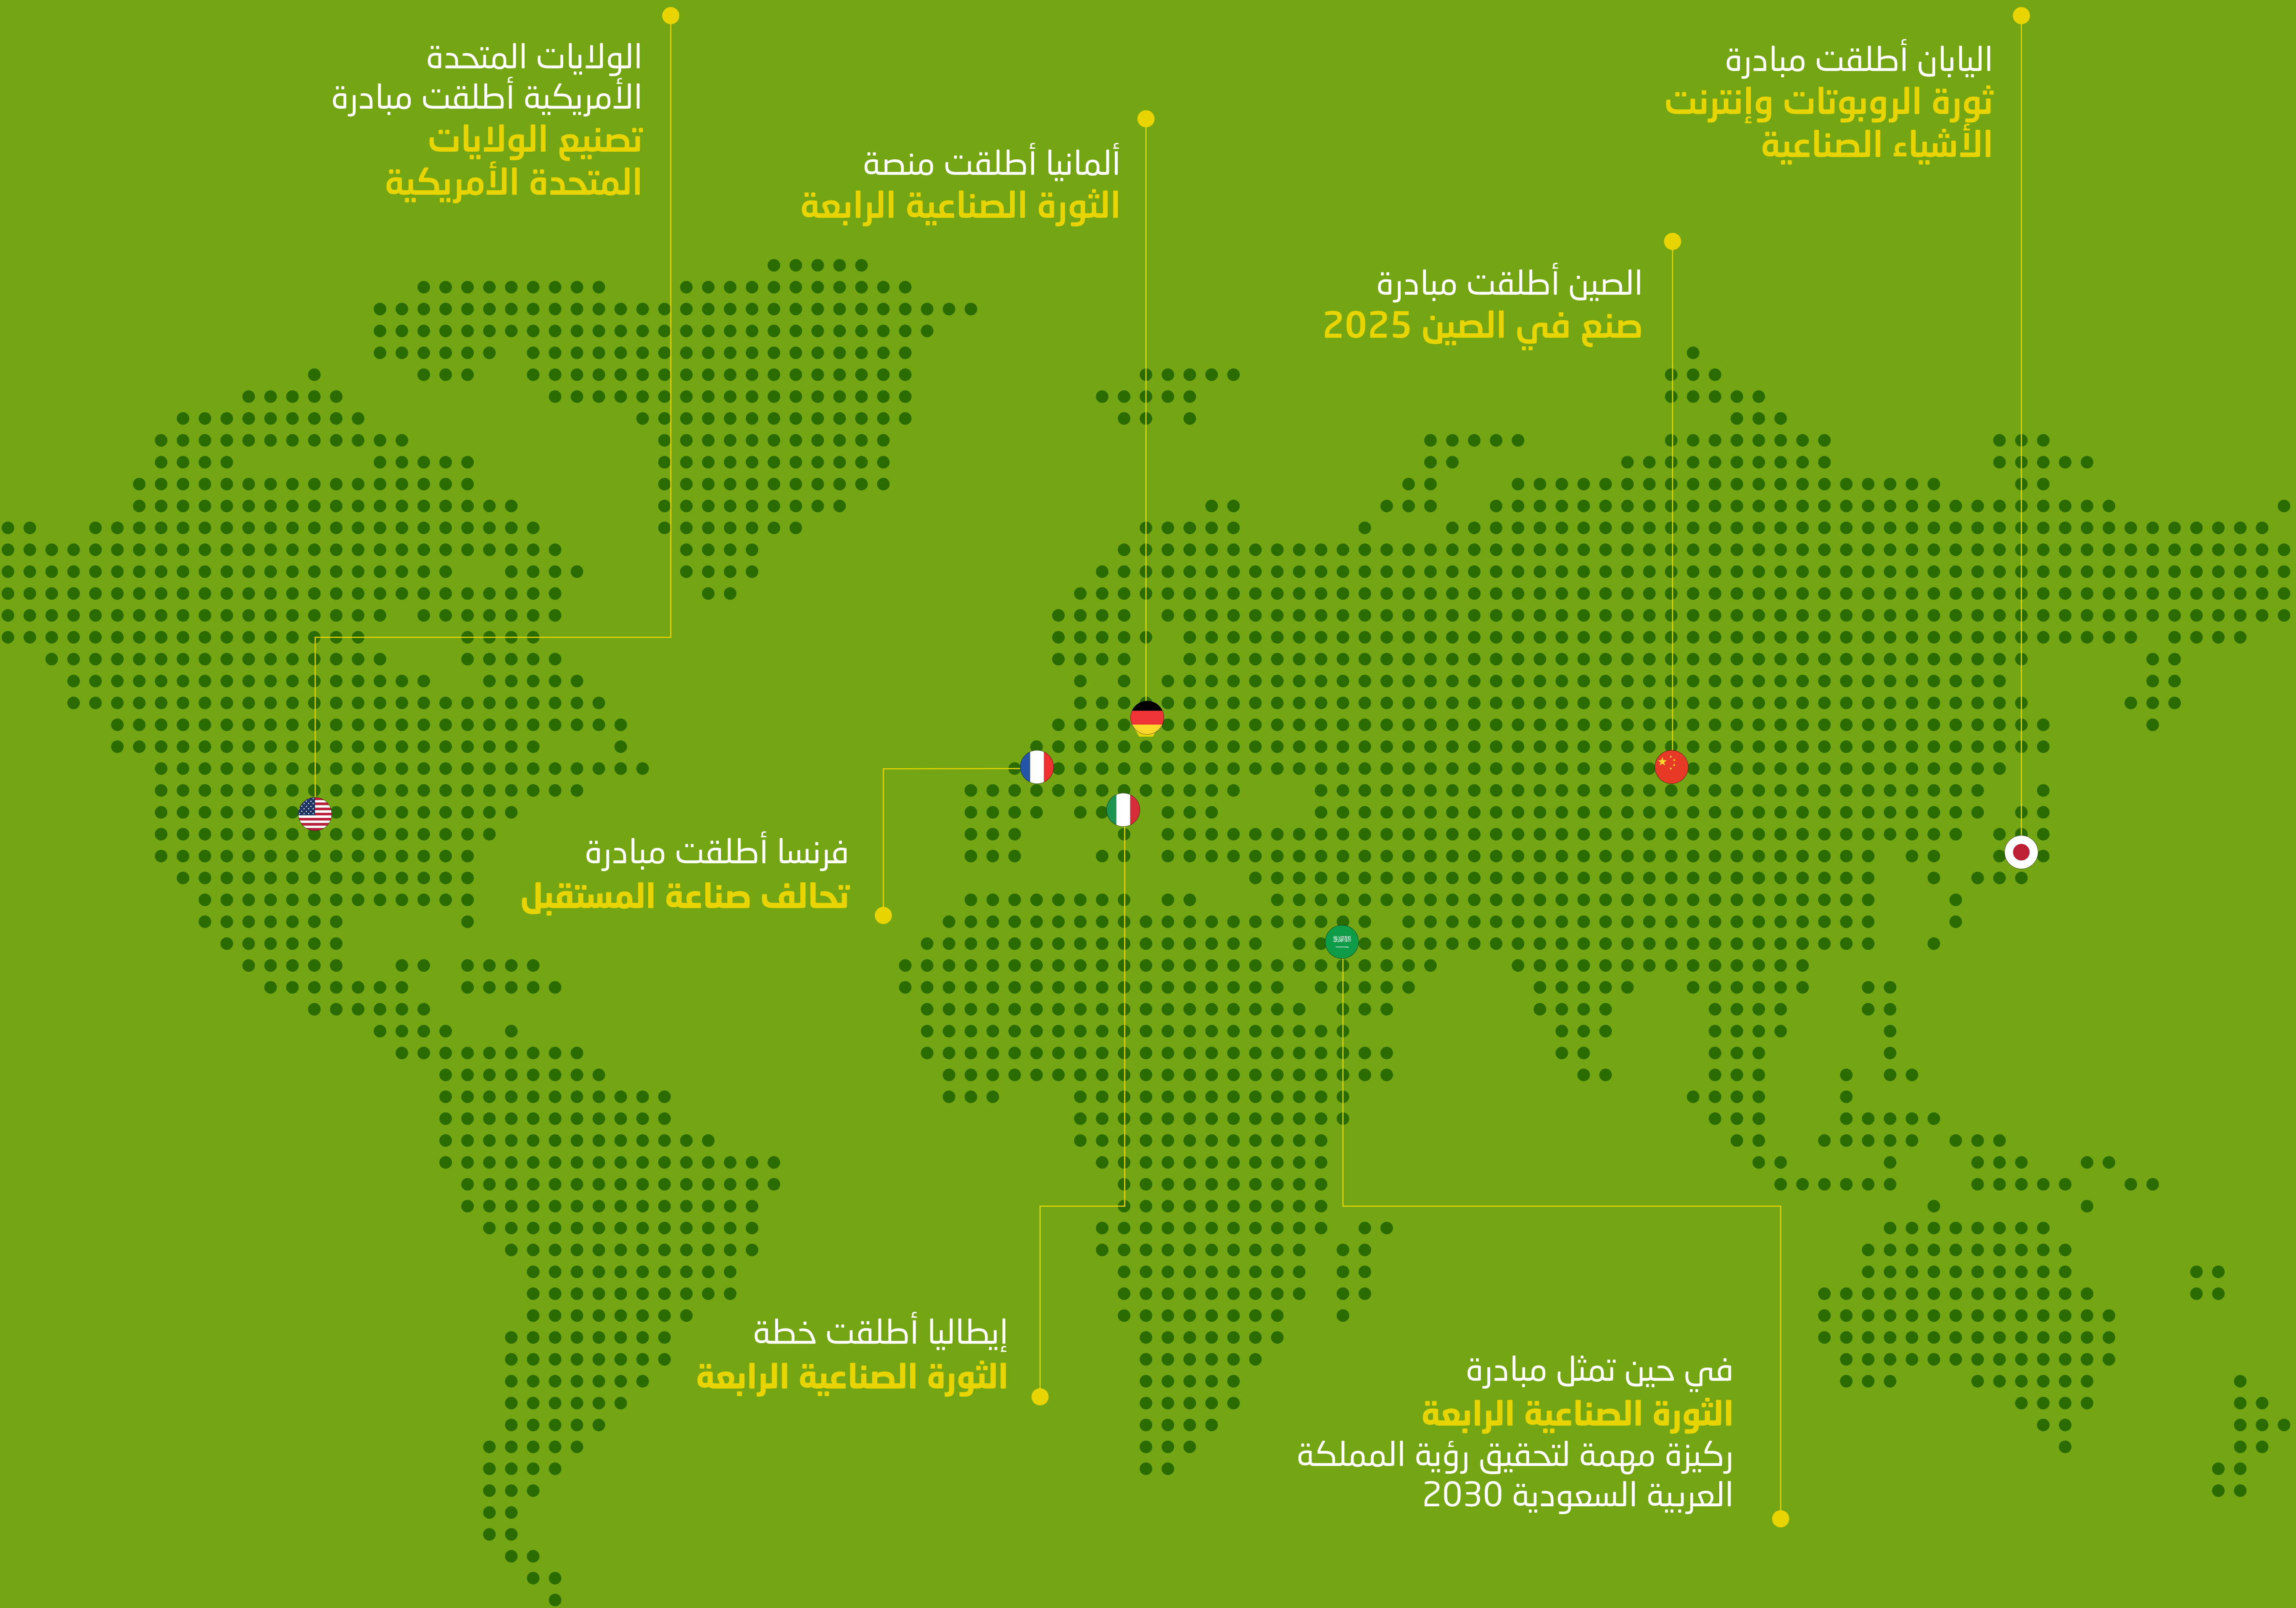 اليابان أطلقت مبادرة
ثورة الروبوتات وإنترنت
الأشياء الصناعية
الولايات المتحدة
الأمريكية أطلقت مبادرة
تصنيع الولايات
المتحدة الأمريكية
ألمانيا أطلقت منصة
الثورة الصناعية الرابعة
الصين أطلقت مبادرة
صنع في الصين 2025
فرنسا أطلقت مبادرة
تحالف صناعة المستقبل
إيطاليا أطلقت خطة
الثورة الصناعية الرابعة
في حين تمثل مبادرة
الثورة الصناعية الرابعة
ركيزة مهمة لتحقيق رؤية المملكة
العربية السعودية 2030